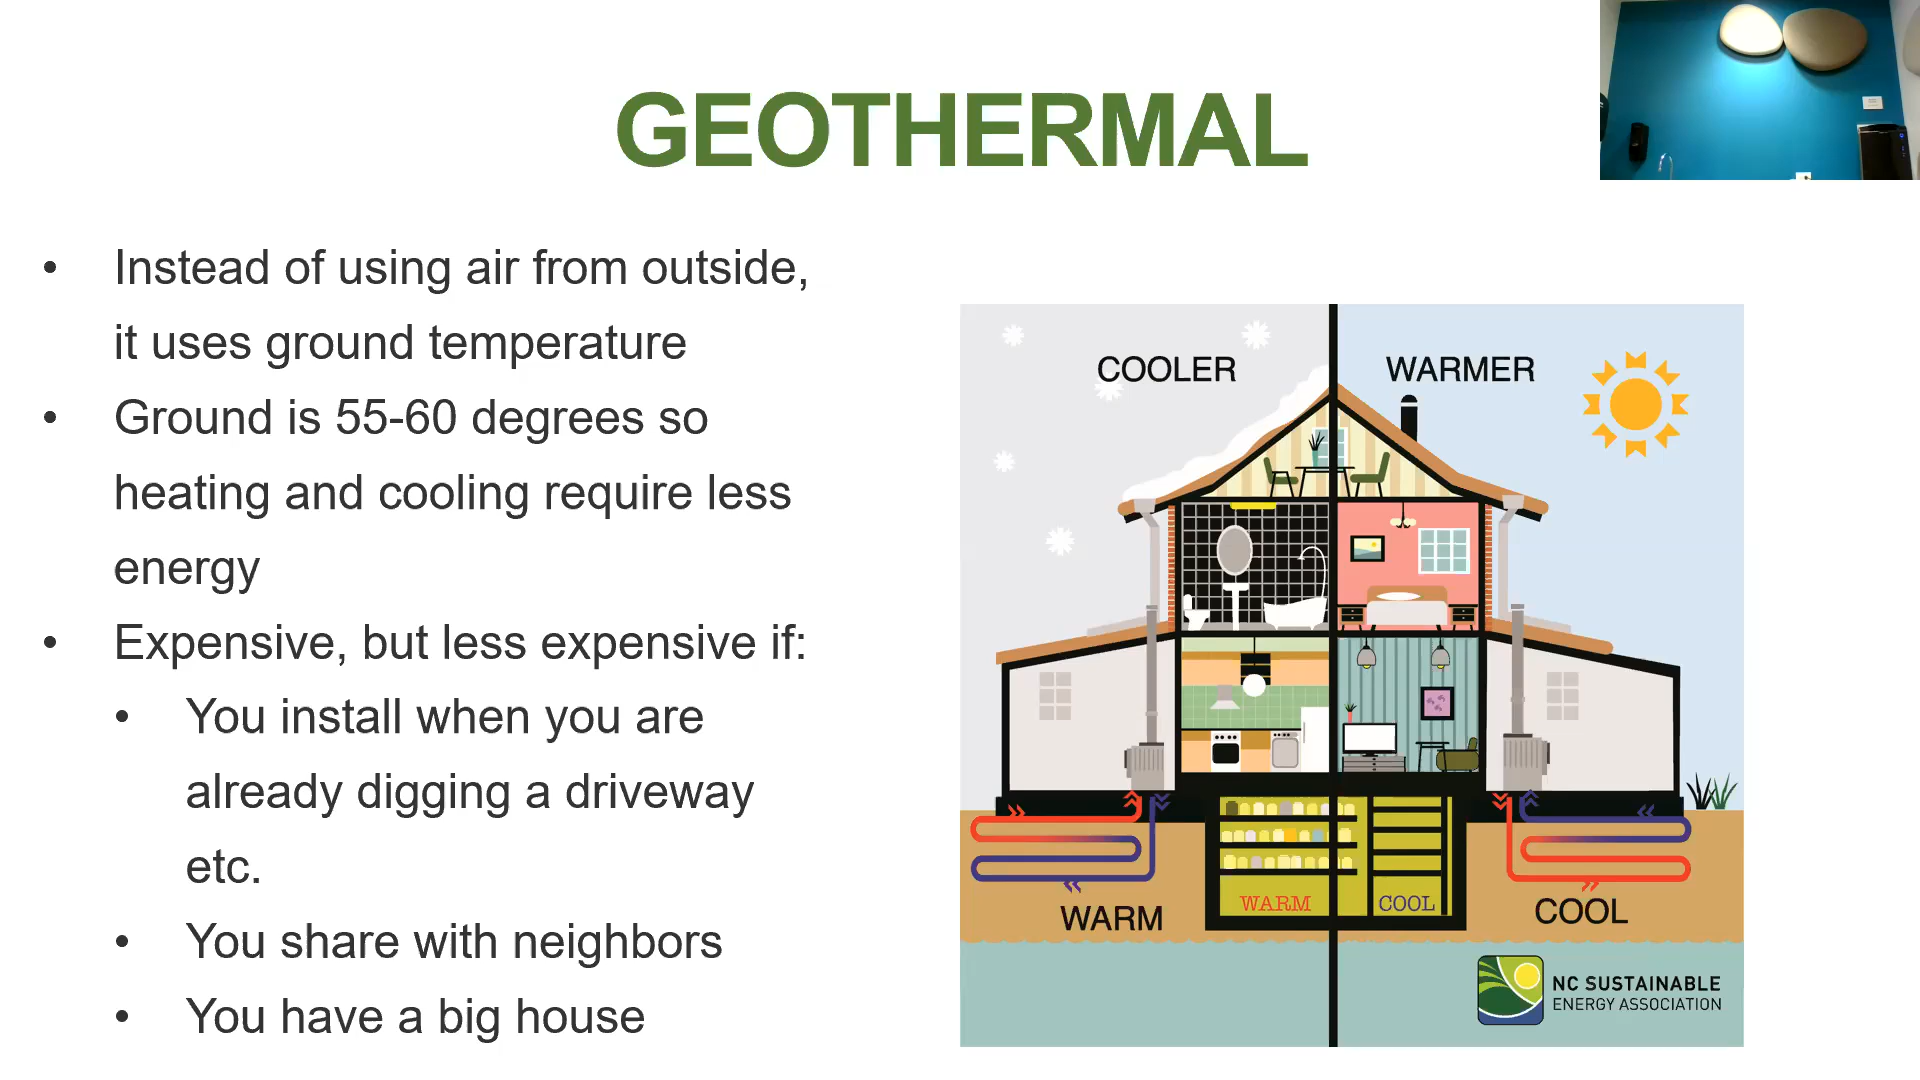 GEOTHERMAL
• Instead of using air from outside,
it uses ground temperature
• Ground is 55-60 degrees so
heating and cooling require less
energy
• Expensive, but less expensive if:
• You install when you are
already digging a driveway
etc.
• You share with neighbors
• You have a big house
COOLER
WARMER
WARM
COOL
WARM
COOL
NC SUSTAINABLE
ENERGY ASSOCIATION